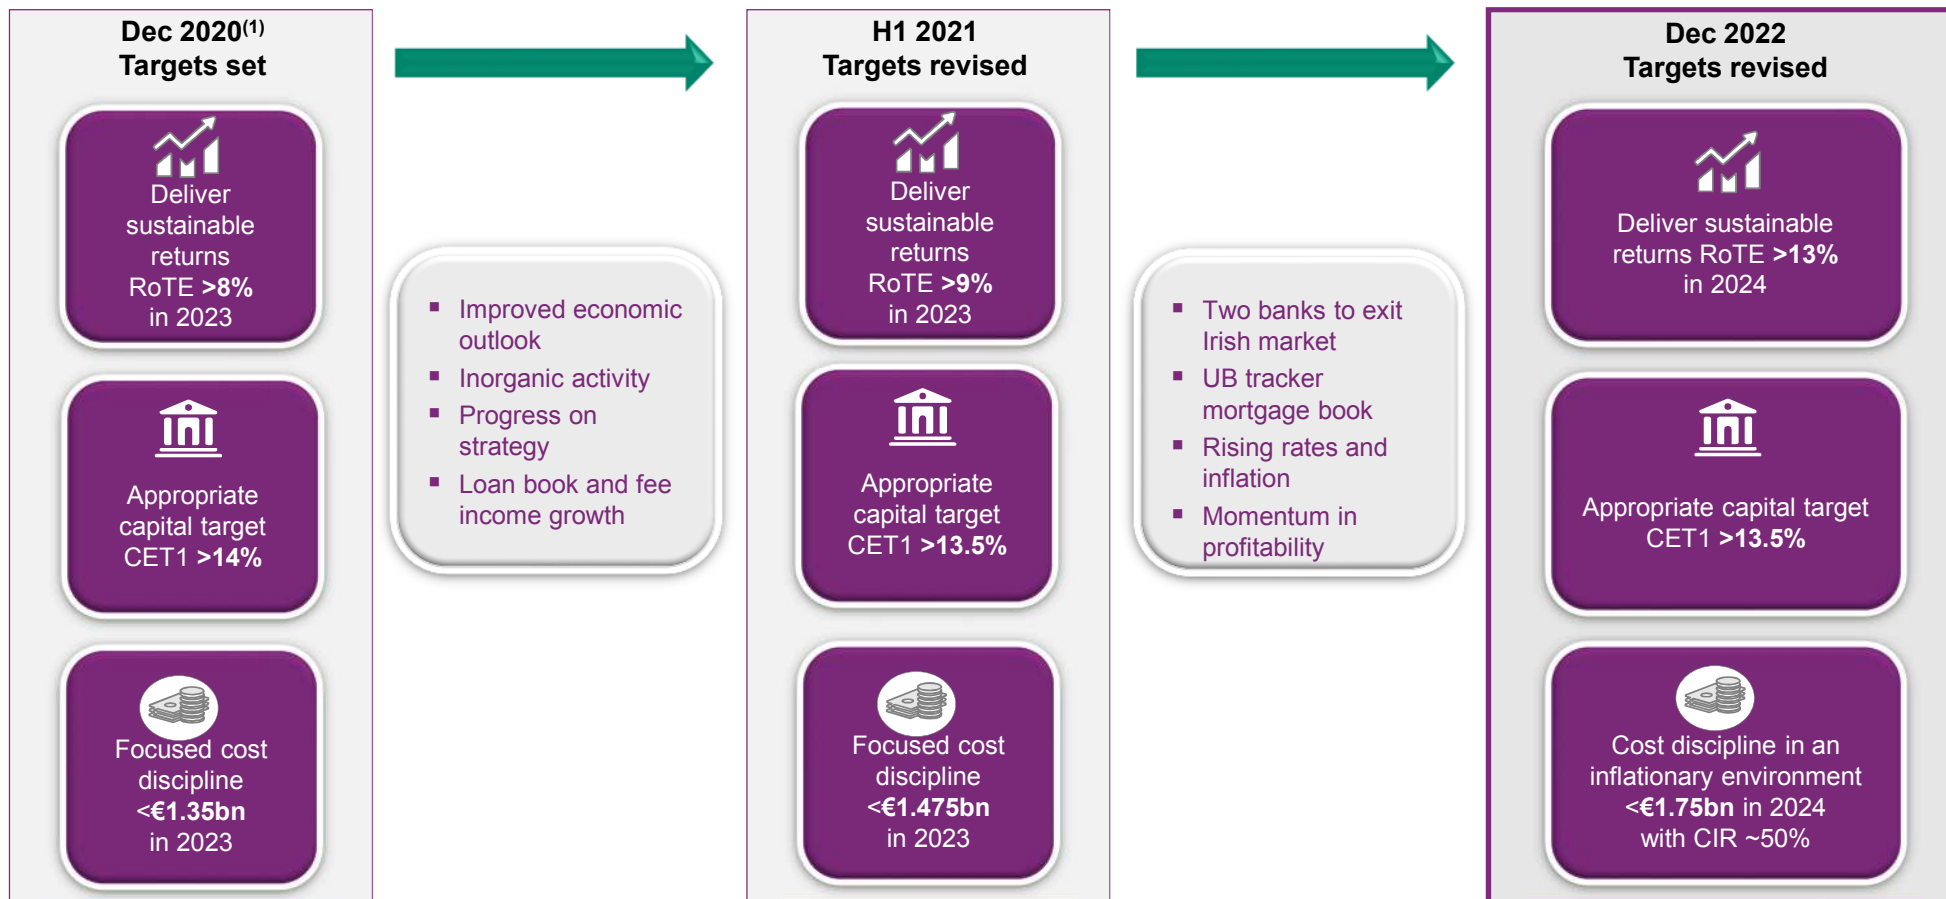 Dec 2020(1)
Targets set
Deliver
sustainable
returns
RoTE >8%
in 2023
Appropriate
capital target
CET1 >14%
Focused cost
discipline
<€1.35bn
in 2023
▪ Improved economic
outlook
▪ Inorganic activity
▪ Progress on
strategy
▪ Loan book and fee
income growth
H1 2021
Targets revised
Deliver
sustainable
returns
RoTE >9%
in 2023
Appropriate
capital target
CET1 >13.5%
Focused cost
discipline
<€1.475bn
in 2023
▪ Two banks to exit
Irish market
▪ UB tracker
mortgage book
▪ Rising rates and
inflation
▪ Momentum in
profitability
Dec 2022
Targets revised
Deliver sustainable
returns RoTE >13%
in 2024
Appropriate capital target
CET1 >13.5%
Cost discipline in an
inflationary environment
<€1.75bn in 2024
with CIR ~50%